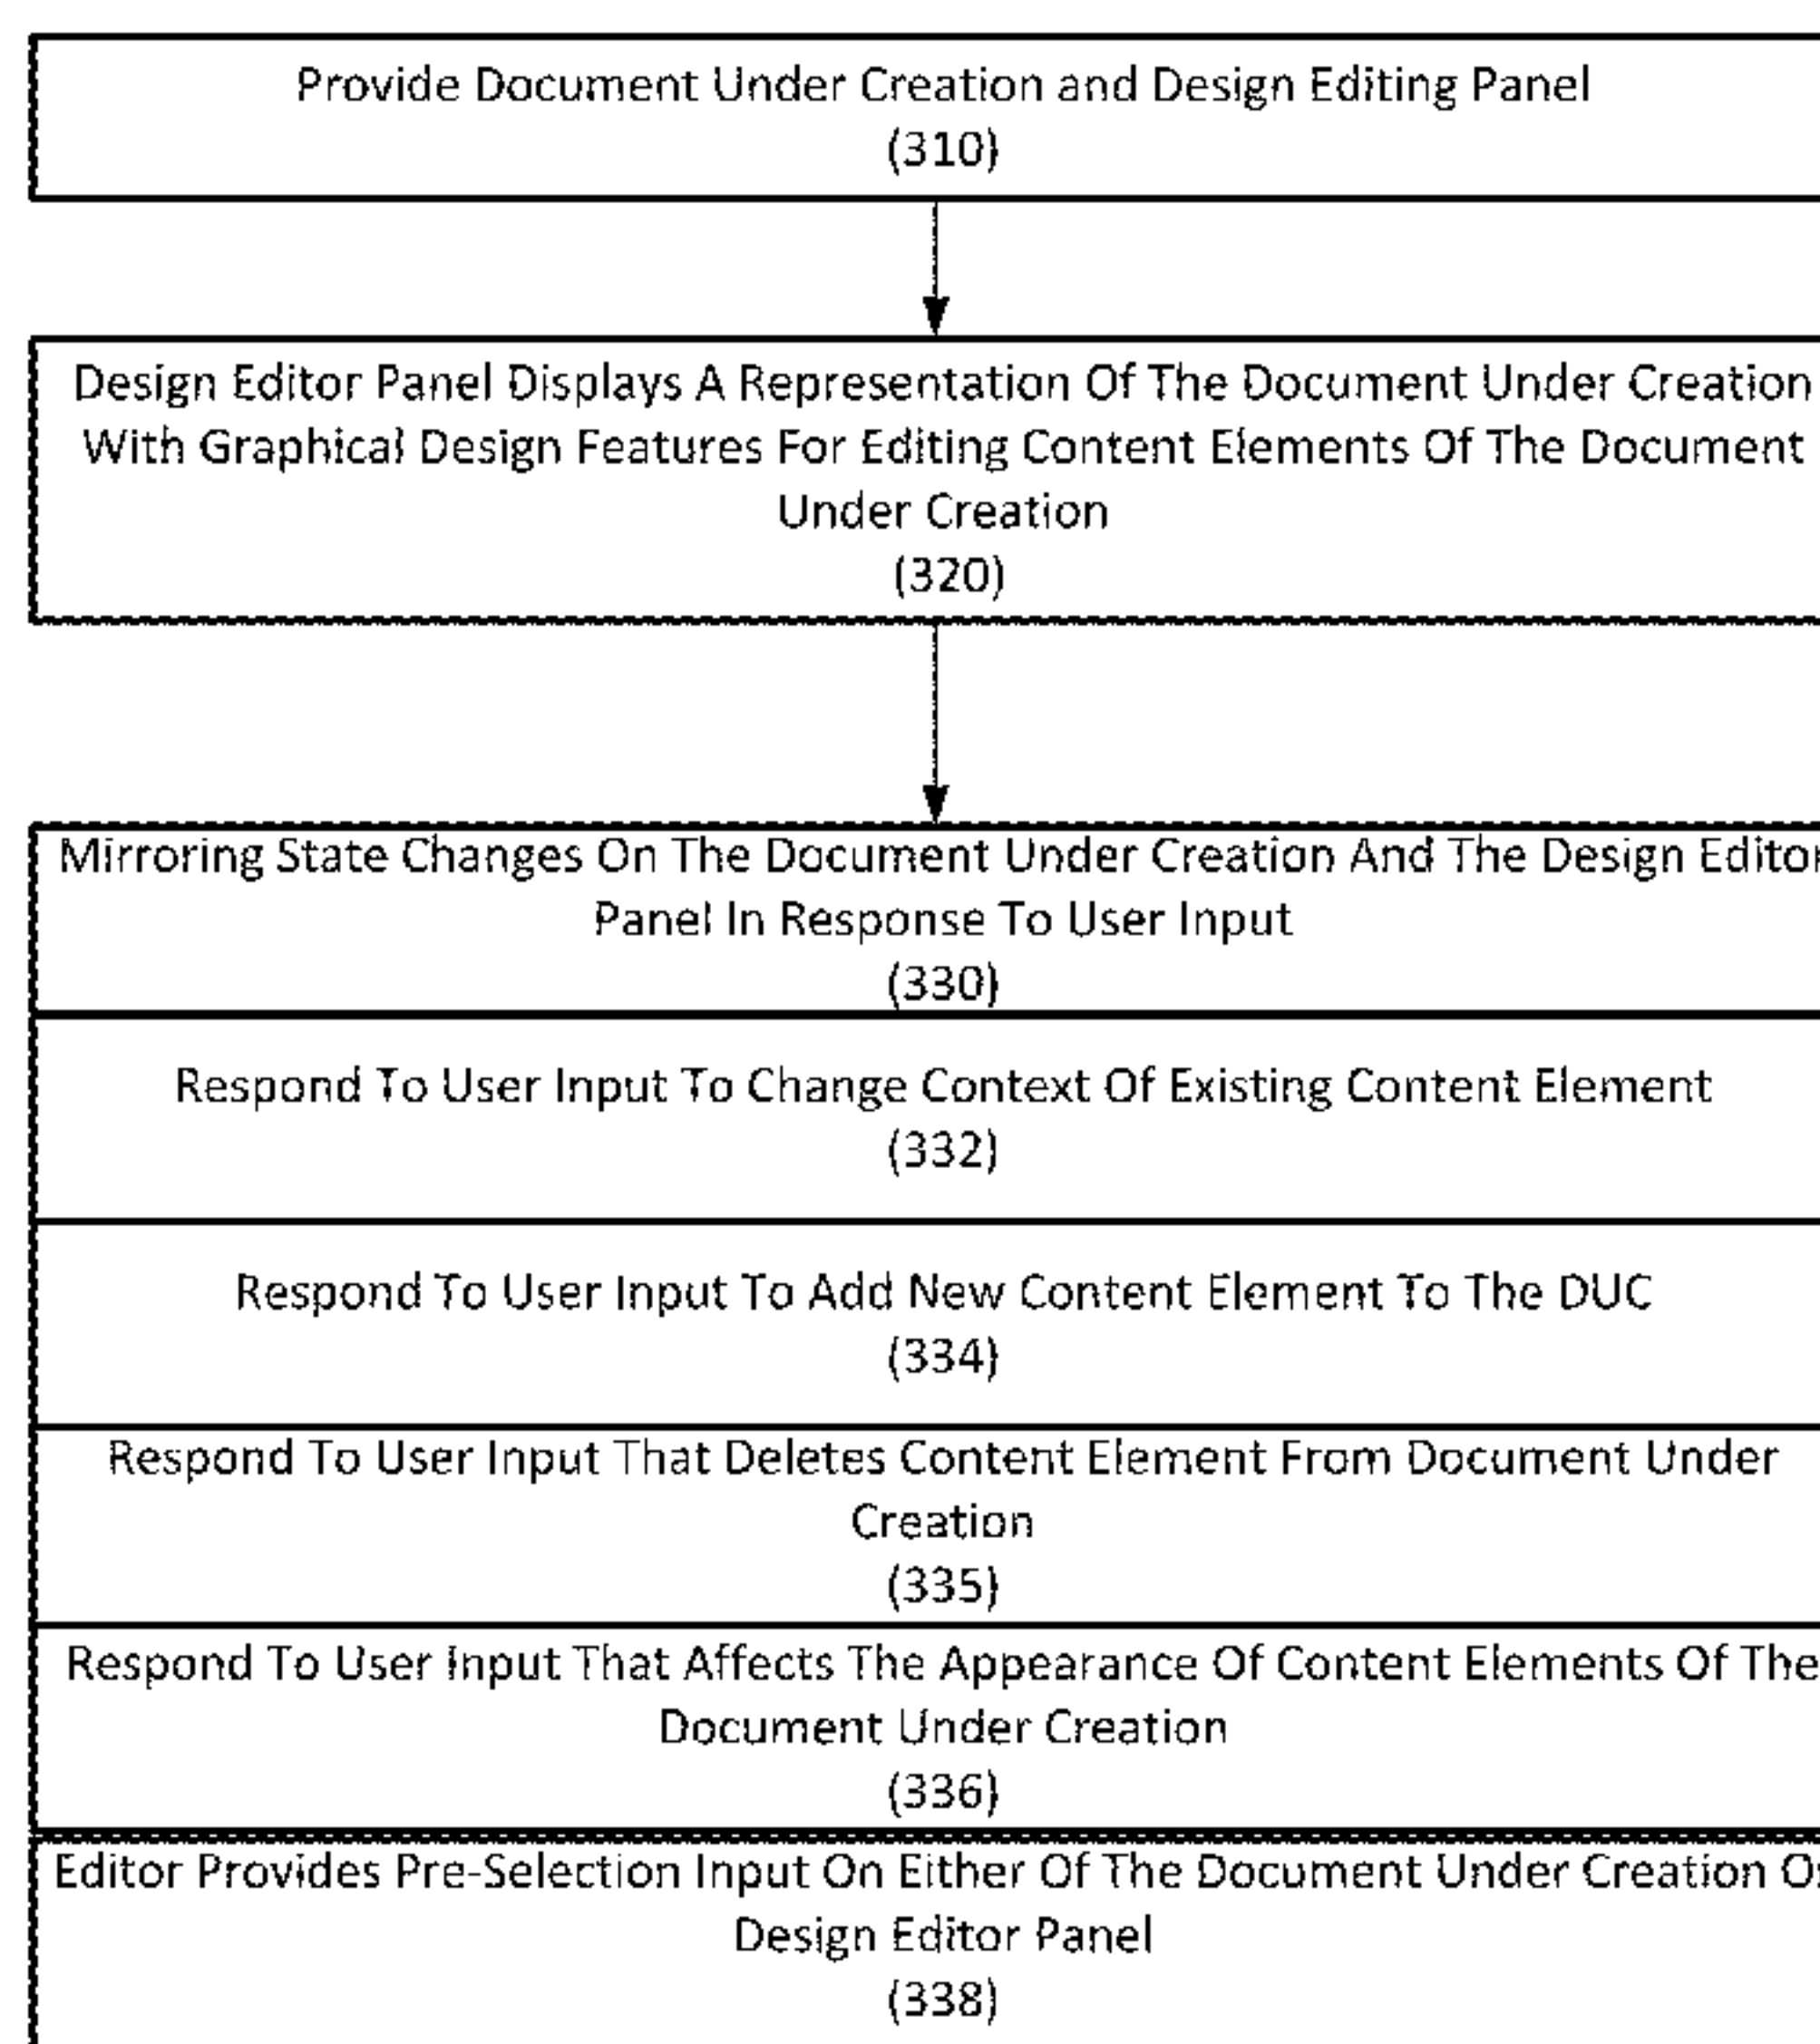 Provide Document Under Creation and Design Editing Panel
(310)
Design Editor Panel Displays A Representation Of The Document Under Creation
With Graphical Design Features For Editing Content Elements Of The Document
Under Creation
(320)
Mirroring State Changes On The Document Under Creation And The Design Editor
Panel In Response To User Input
(330)
Respond To User Input To Change Context Of Existing Content Element
(332)
Respond To User Input To Add New Content Element To The DUC
(334)
Respond To User Input That Deletes Content Element From Document Under
Creation
(335)
Respond To User Input That Affects The Appearance Of Content Elements Of The
Document Under Creation
(336)
Editor Provides Pre-Selection Input On Either Of The Document Under Creation
Design Editor Panel
(338)